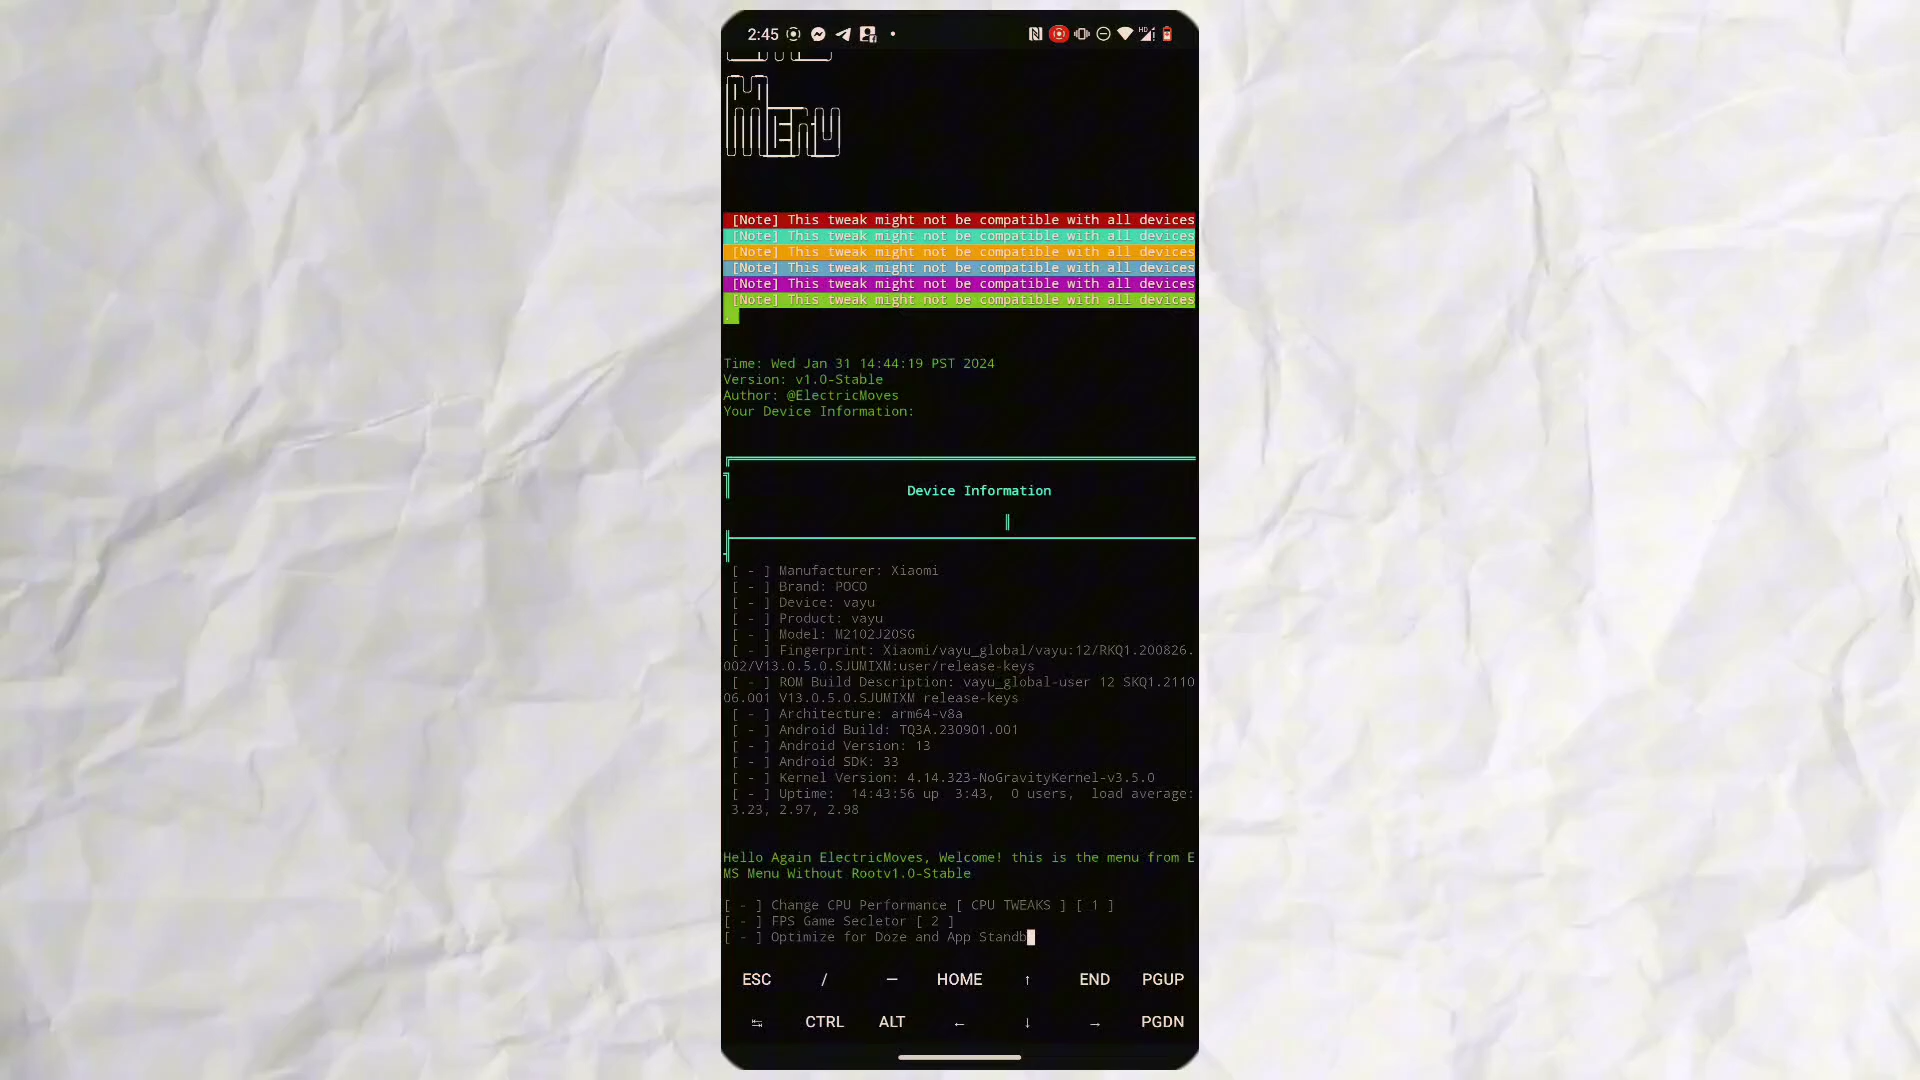 2:45
MEnU
[Note] This tweak might not be compatible with all devices
[Note] This tweak might not be compatible with all devices
[Note] This tweak might not be compatible with all devices
[Note] This tweak might not be compatible with all devices
[Note] This tweak might not be compatible with all devices
[Note] This tweak might not be compatible with all devices
.
Time: Wed Jan 31 14:44:19 PST 2024
Version: v1.0-Stable
Author: @ElectricMoves
Your Device Information:
Device Information
[ - ] Manufacturer: Xiaomi
[ - ] Brand: POCO
[ - ] Device: vayu
[ - ] Product: vayu
[ - ] Model: M2102J20SG
[ - ] Fingerprint: Xiaomi/vayu_global/vayu:12/RKQ1.200826.
002/V13.0.5.0.SJUMIXM:user/release-keys
[ - ] ROM Build Description: vayu_global-user 12 SKQ1.2110
06.001 V13.0.5.0.SJUMIXM release-keys
[ - ] Architecture: arm64-v8a
[ - ] Android Build: TQ3A.230901.001
[ - ] Android Version: 13
[ - ] Android SDK: 33
[ - ] Kernel Version: 4.14.323-NoGravityKernel-v3.5.0
[ - ] Uptime: 14:43:56 up 3:43, 0 users, load average:
3.23, 2.97, 2.98
Hello Again ElectricMoves, Welcome! this is the menu from E
MS Menu Without Rootv1.0-Stable
[ - ] Change CPU Performance [ CPU TWEAKS ] [ 1 ]
[ - ] FPS Game Secletor [ 2 ]
[ - ] Optimize for Doze and App Standb
ESC / — HOME ↑ END PGUP
↹ CTRL ALT ← ↓ → PGDN